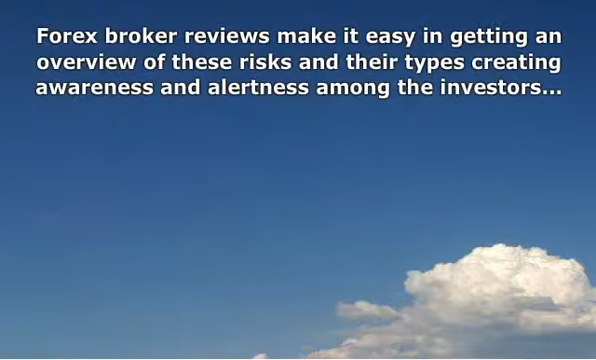 Forex broker reviews make it easy in getting an
overview of these risks and their types creating
awareness and alertness among the investors...